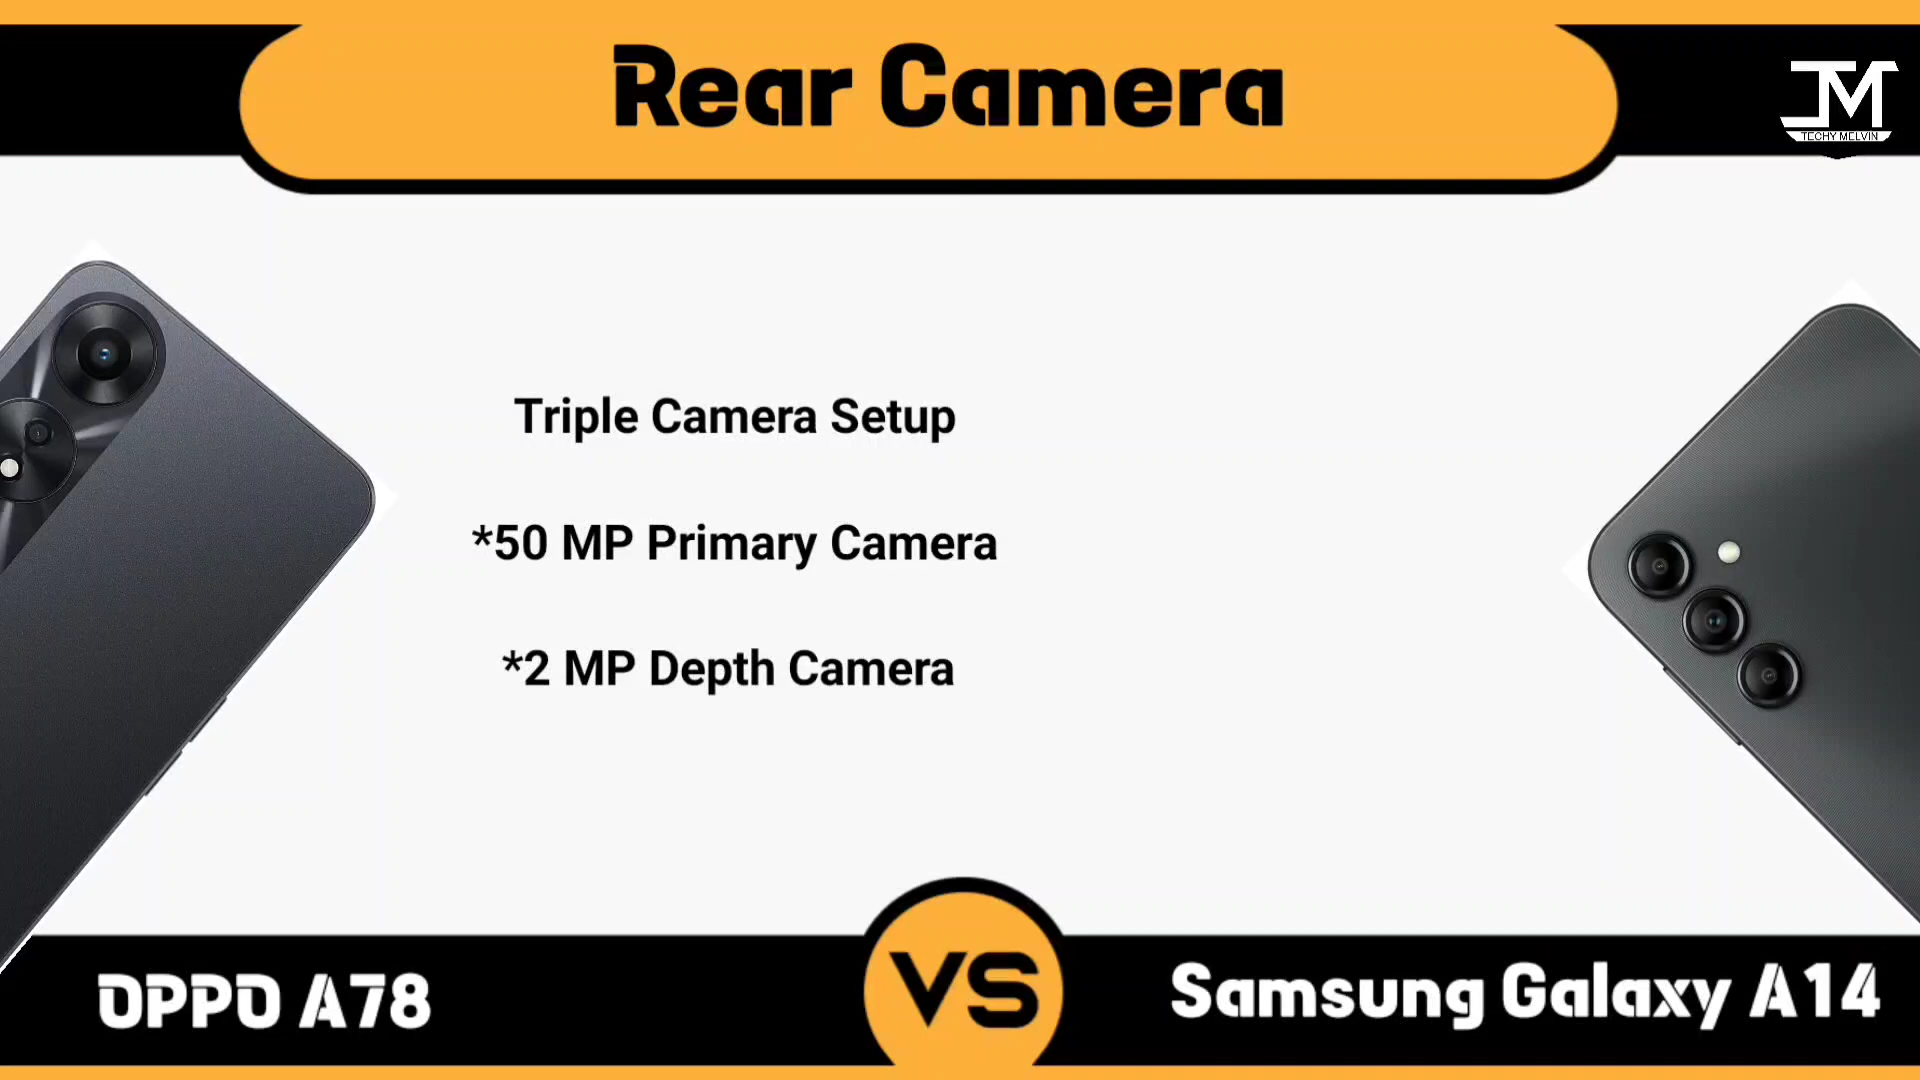 Rear Camera
TECHY MELVIN
Triple Camera Setup
*50 MP Primary Camera
*2 MP Depth Camera
OPPO A78
VS
Samsung Galaxy A14